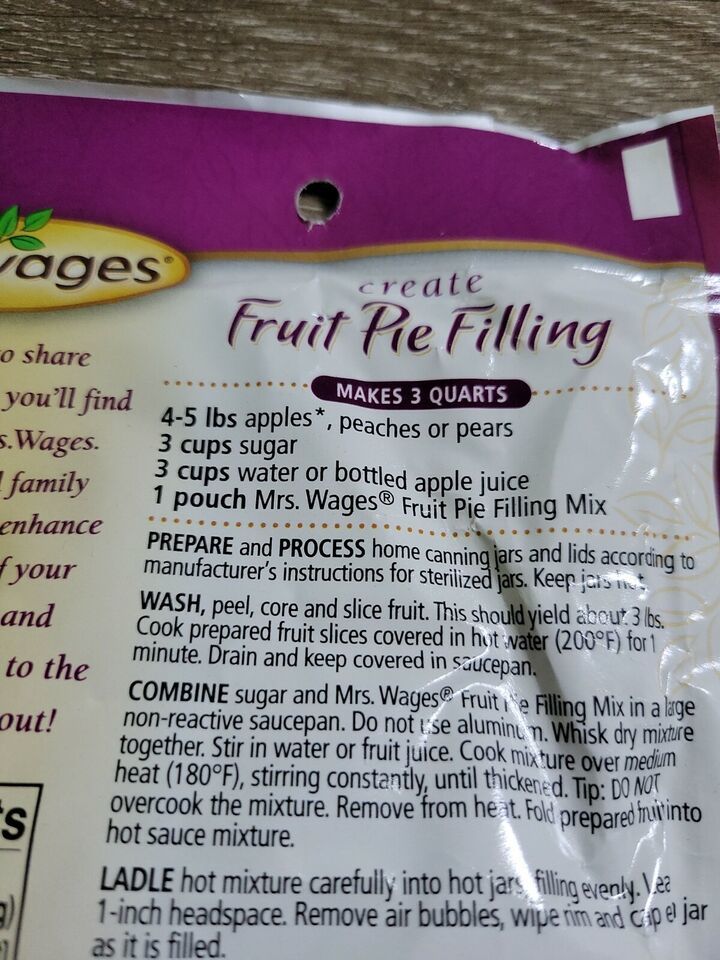 ages®
create
Fruit Pie Filling
MAKES 3 QUARTS
4-5 lbs apples*, peaches or pears
3 cups sugar
3 cups water or bottled apple juice
1 pouch Mrs. Wages® Fruit Pie Filling Mix
PREPARE and PROCESS home canning jars and lids according to
manufacturer's instructions for sterilized jars. Keep jars hot.
WASH, peel, core and slice fruit. This should yield about 3 lbs.
Cook prepared fruit slices covered in hot water (200°F) for 1
minute. Drain and keep covered in saucepan.
COMBINE sugar and Mrs. Wages® Fruit Pie Filling Mix in a large
non-reactive saucepan. Do not use aluminum. Whisk dry mixture
together. Stir in water or fruit juice. Cook mixture over medium
heat (180°F), stirring constantly, until thickened. Tip: DO NOT
overcook the mixture. Remove from heat. Fold prepared fruit into
hot sauce mixture.
LADLE hot mixture carefully into hot jars, filling evenly.
1-inch headspace. Remove air bubbles, wipe rim and cap jar
as it is filled.
o share
you'll find
s.Wages.
family
enhance
f your
and
to the
out!
s
g)